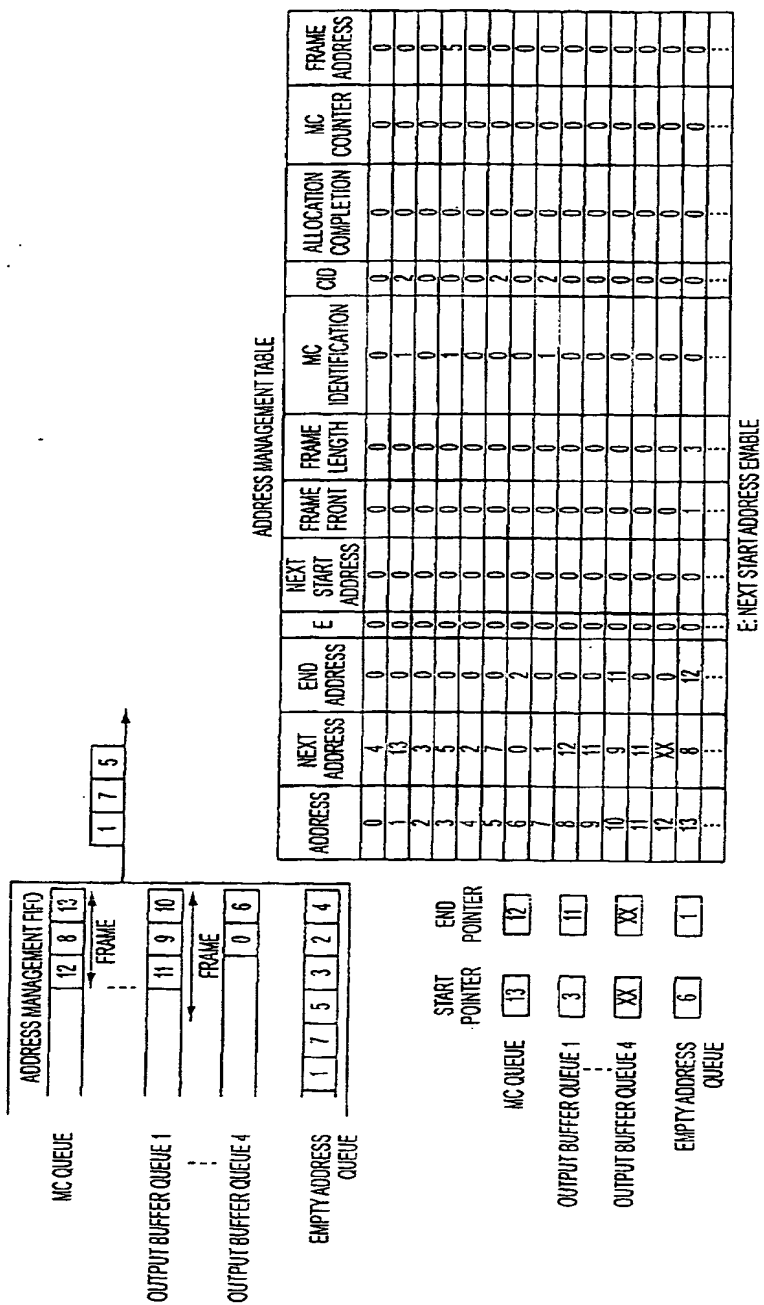 ADDRESS MANAGEMENT FIFO
MC QUEUE 12 8 13
FRAME
1 7 5
OUTPUT BUFFER QUEUE 1 11 9 10
FRAME
OUTPUT BUFFER QUEUE 4 0 6
EMPTY ADDRESS QUEUE 1 7 5 3 2 4
START POINTER END POINTER
MC QUEUE 13 12
OUTPUT BUFFER QUEUE 1 3 11
OUTPUT BUFFER QUEUE 4 XX XX
EMPTY ADDRESS QUEUE 6 1
ADDRESS MANAGEMENT TABLE
ADDRESS NEXT ADDRESS END ADDRESS E NEXT START ADDRESS FRAME FRONT FRAME LENGTH MC IDENTIFICATION CID ALLOCATION COMPLETION MC COUNTER FRAME ADDRESS
0 4 0 0 0 0 0 0 0 0 0 0
1 13 0 0 0 0 0 1 2 0 0 0
2 3 0 0 0 0 0 0 0 0 0 0
3 5 0 0 0 0 0 1 0 0 0 5
4 2 0 0 0 0 0 0 0 0 0 0
5 7 0 0 0 0 0 0 2 0 0 0
6 0 2 0 0 0 0 0 0 0 0 0
7 1 0 0 0 0 0 1 2 0 0 0
8 12 0 0 0 0 0 0 0 0 0 0
9 11 0 0 0 0 0 0 0 0 0 0
10 9 11 0 0 0 0 0 0 0 0 0
11 11 0 0 0 0 0 0 0 0 0 0
12 XX 0 0 0 0 0 0 0 0 0 0
13 8 12 0 0 1 3 0 0 0 0 0
E: NEXT START ADDRESS ENABLE